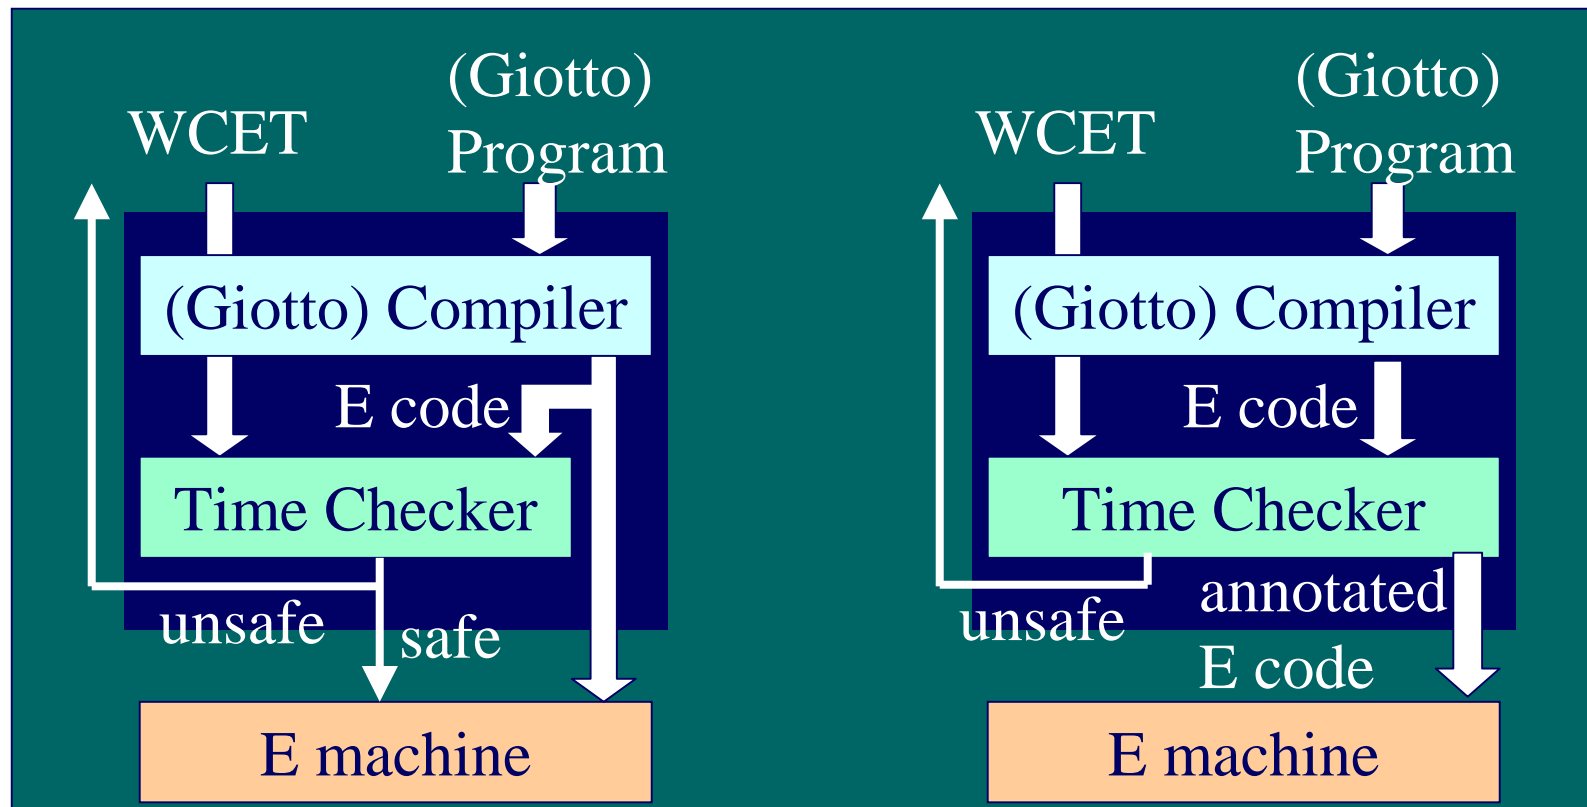 WCET
(Giotto)
Program
(Giotto) Compiler
E code
Time Checker
unsafe
safe
E machine
WCET
(Giotto)
Program
(Giotto) Compiler
E code
Time Checker
unsafe
annotated
E code
E machine